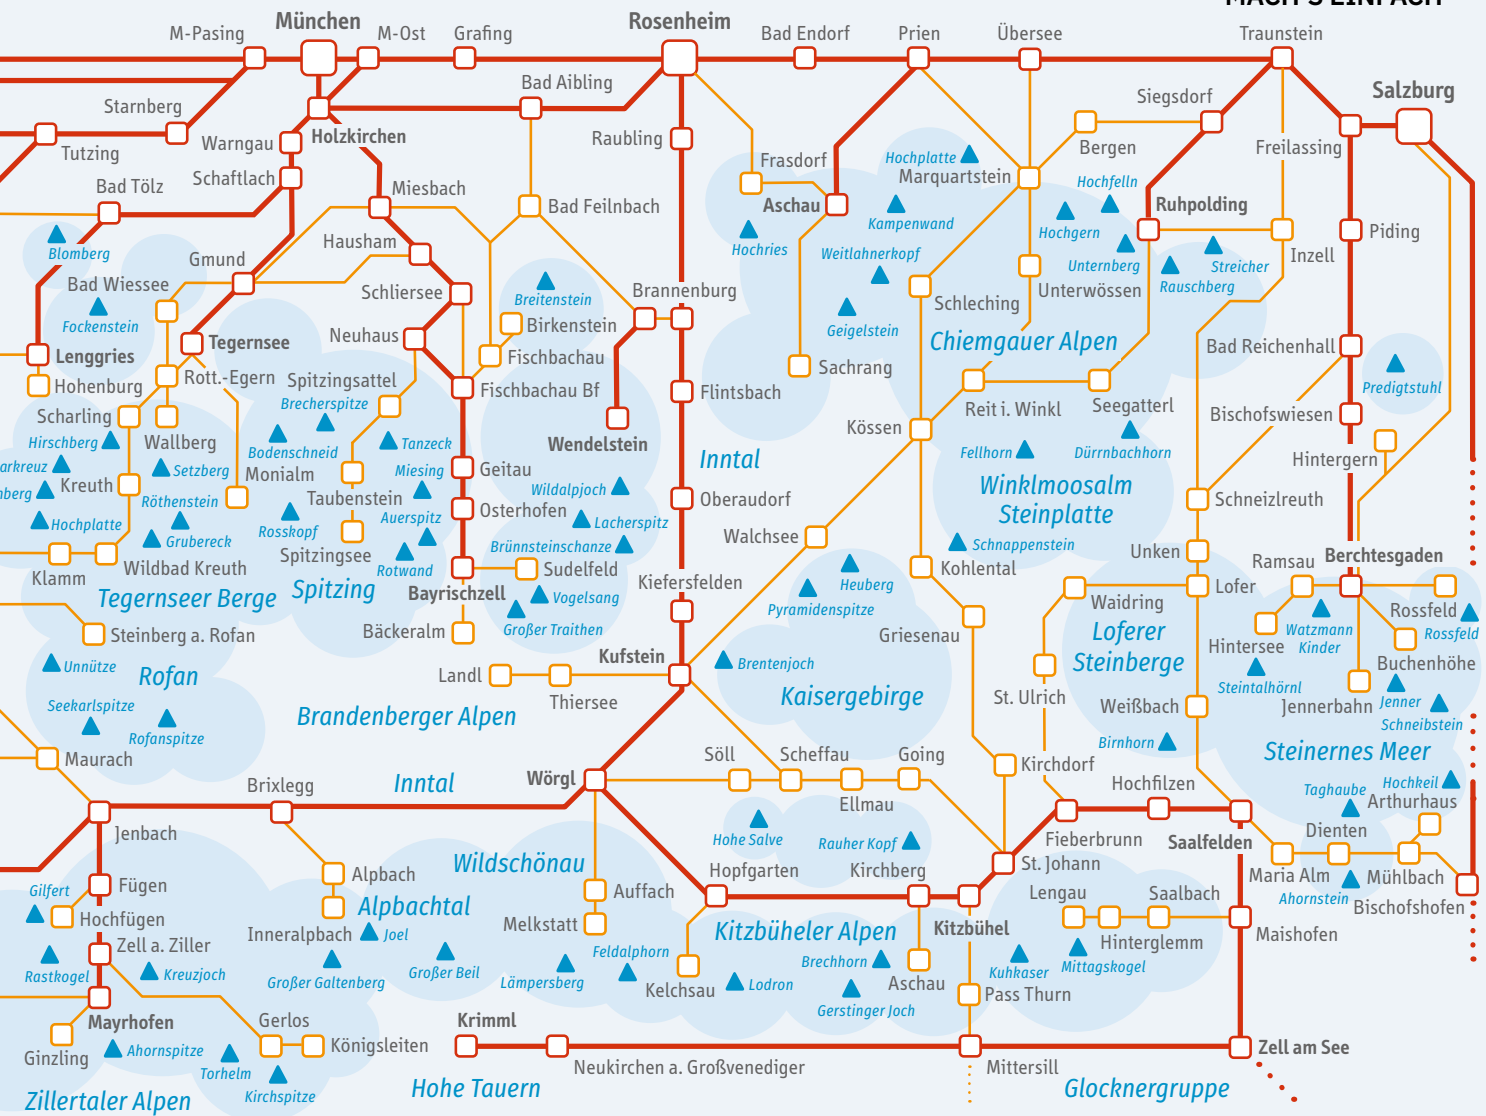 MACH'S EINFACH
München
Rosenheim
M-Pasing
M-Ost
Grafing
Bad Endorf
Prien
Übersee
Traunstein
Bad Aibling
Salzburg
Starnberg
Siegsdorf
Holzkirchen
Warngau
Raubling
Bergen
Freilassing
Tutzing
Frasdorf
Hochplatte
Marquartstein
Schaftlach
Bad Tölz
Miesbach
Hochfelln
Aschau
Ruhpolding
Bad Feilnbach
Kampenwand
Hochgern
Piding
Blomberg
Hausham
Hochries
Weitlahnerkopf
Unternberg
Streicher
Inzell
Gmund
Rauschberg
Bad Wiessee
Schliersee
Breitenstein
Brannenburg
Unterwössen
Schleching
Fockenstein
Birkenstein
Geigelstein
Neuhaus
Tegernsee
Chiemgauer Alpen
Bad Reichenhall
Lenggries
Fischbachau
Sachrang
Rott.-Egern
Spitzingsattel
Hohenburg
Fischbachau Bf
Flintsbach
Predigtstuhl
Brecherspitze
Reit i. Winkl
Seegatterl
Scharling
Bischofswiesen
Kössen
Hirschberg
Wallberg
Bodenschneid
Tanzeck
Wendelstein
Fellhorn
Dürrnbachhorn
Inntal
Hintergern
arkreuz
Setzberg
Monialm
Miesing
Geitau
Kreuth
nberg
Winklmoosalm
Steinplatte
Röthenstein
Taubenstein
Wildalpjoch
Oberaudorf
Schneizlreuth
Osterhofen
Auerspitz
Hochplatte
Rosskopf
Lacherspitz
Walchsee
Grubereck
Spitzingsee
Brünnsteinschanze
Schnappenstein
Unken
Berchtesgaden
Ramsau
Klamm
Wildbad Kreuth
Rotwand
Sudelfeld
Kohlental
Kiefersfelden
Heuberg
Lofer
Spitzing
Tegernseer Berge
Bayrischzell
Vogelsang
Pyramidenspitze
Waidring
Rossfeld
Steinberg a. Rofan
Bäckeralm
Großer Traithen
Griesenau
Loferer
Steinberge
Watzmann
Kinder
Rossfeld
Hintersee
Kufstein
Brentenjoch
Buchenhöhe
Unnütze
Rofan
Landl
Thiersee
Kaisergebirge
St. Ulrich
Steintalhörnl
Jenner
Jennerbahn
Weißbach
Seekarlspitze
Brandenberger Alpen
Schneibstein
Rofanspitze
Birnhorn
Steinernes Meer
Maurach
Söll
Scheffau
Going
Kirchdorf
Inntal
Wörgl
Brixlegg
Hochfilzen
Hochkeil
Taghaube
Arthurhaus
Ellmau
Jenbach
Hohe Salve
Rauher Kopf
Fieberbrunn
Saalfelden
Dienten
Wildschönau
Hopfgarten
Kirchberg
St. Johann
Alpbach
Maria Alm
Mühlbach
Fügen
Gilfert
Auffach
Lengau
Saalbach
Ahornstein
Bischofshofen
Alpbachtal
Hochfügen
Melkstatt
Kitzbüheler Alpen
Kitzbühel
Inneralpbach
Joel
Hinterglemm
Maishofen
Zell a. Ziller
Feldalphorn
Brechhorn
Rastkogel
Kreuzjoch
Großer Beil
Kuhkaser
Mittagskogel
Großer Galtenberg
Lämpersberg
Kelchsau
Lodron
Aschau
Pass Thurn
Gerstinger Joch
Mayrhofen
Gerlos
Krimml
Ginzling
Ahornspitze
Königsleiten
Zell am See
Torhelm
Neukirchen a. Großvenediger
Mittersill
Kirchspitze
Zillertaler Alpen
Hohe Tauern
Glocknergruppe